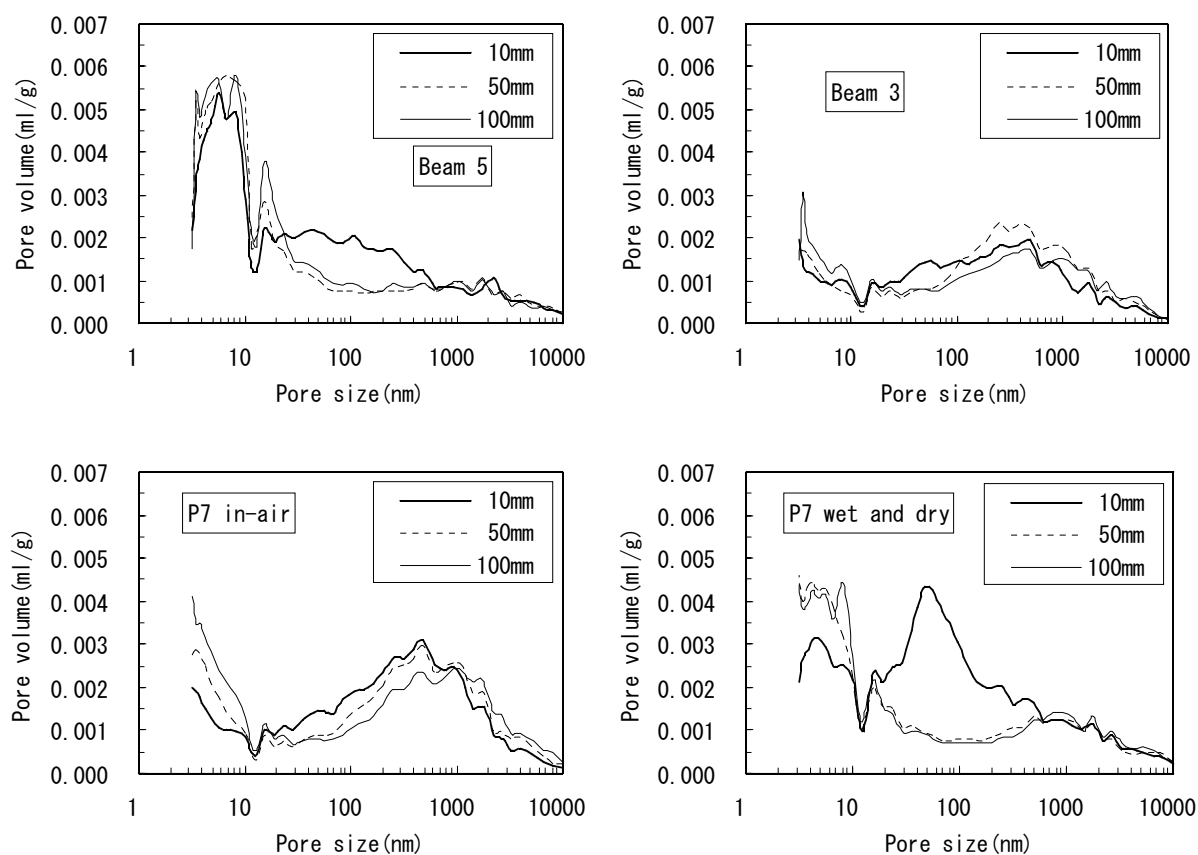 0.007
0.006
0.005
0.004
0.003
0.002
0.001
0.000
Pore volume(ml/g)
10mm
50mm
100mm
Beam 5
1 10 100 1000 10000
Pore size(nm)
0.007
0.006
0.005
0.004
0.003
0.002
0.001
0.000
Pore volume(ml/g)
Beam 3
10mm
50mm
100mm
1 10 100 1000 10000
Pore size(nm)
0.007
0.006
0.005
0.004
0.003
0.002
0.001
0.000
Pore volume(ml/g)
P7 in-air
10mm
50mm
100mm
1 10 100 1000 10000
Pore size(nm)
0.007
0.006
0.005
0.004
0.003
0.002
0.001
0.000
Pore volume(ml/g)
P7 wet and dry
10mm
50mm
100mm
1 10 100 1000 10000
Pore size(nm)